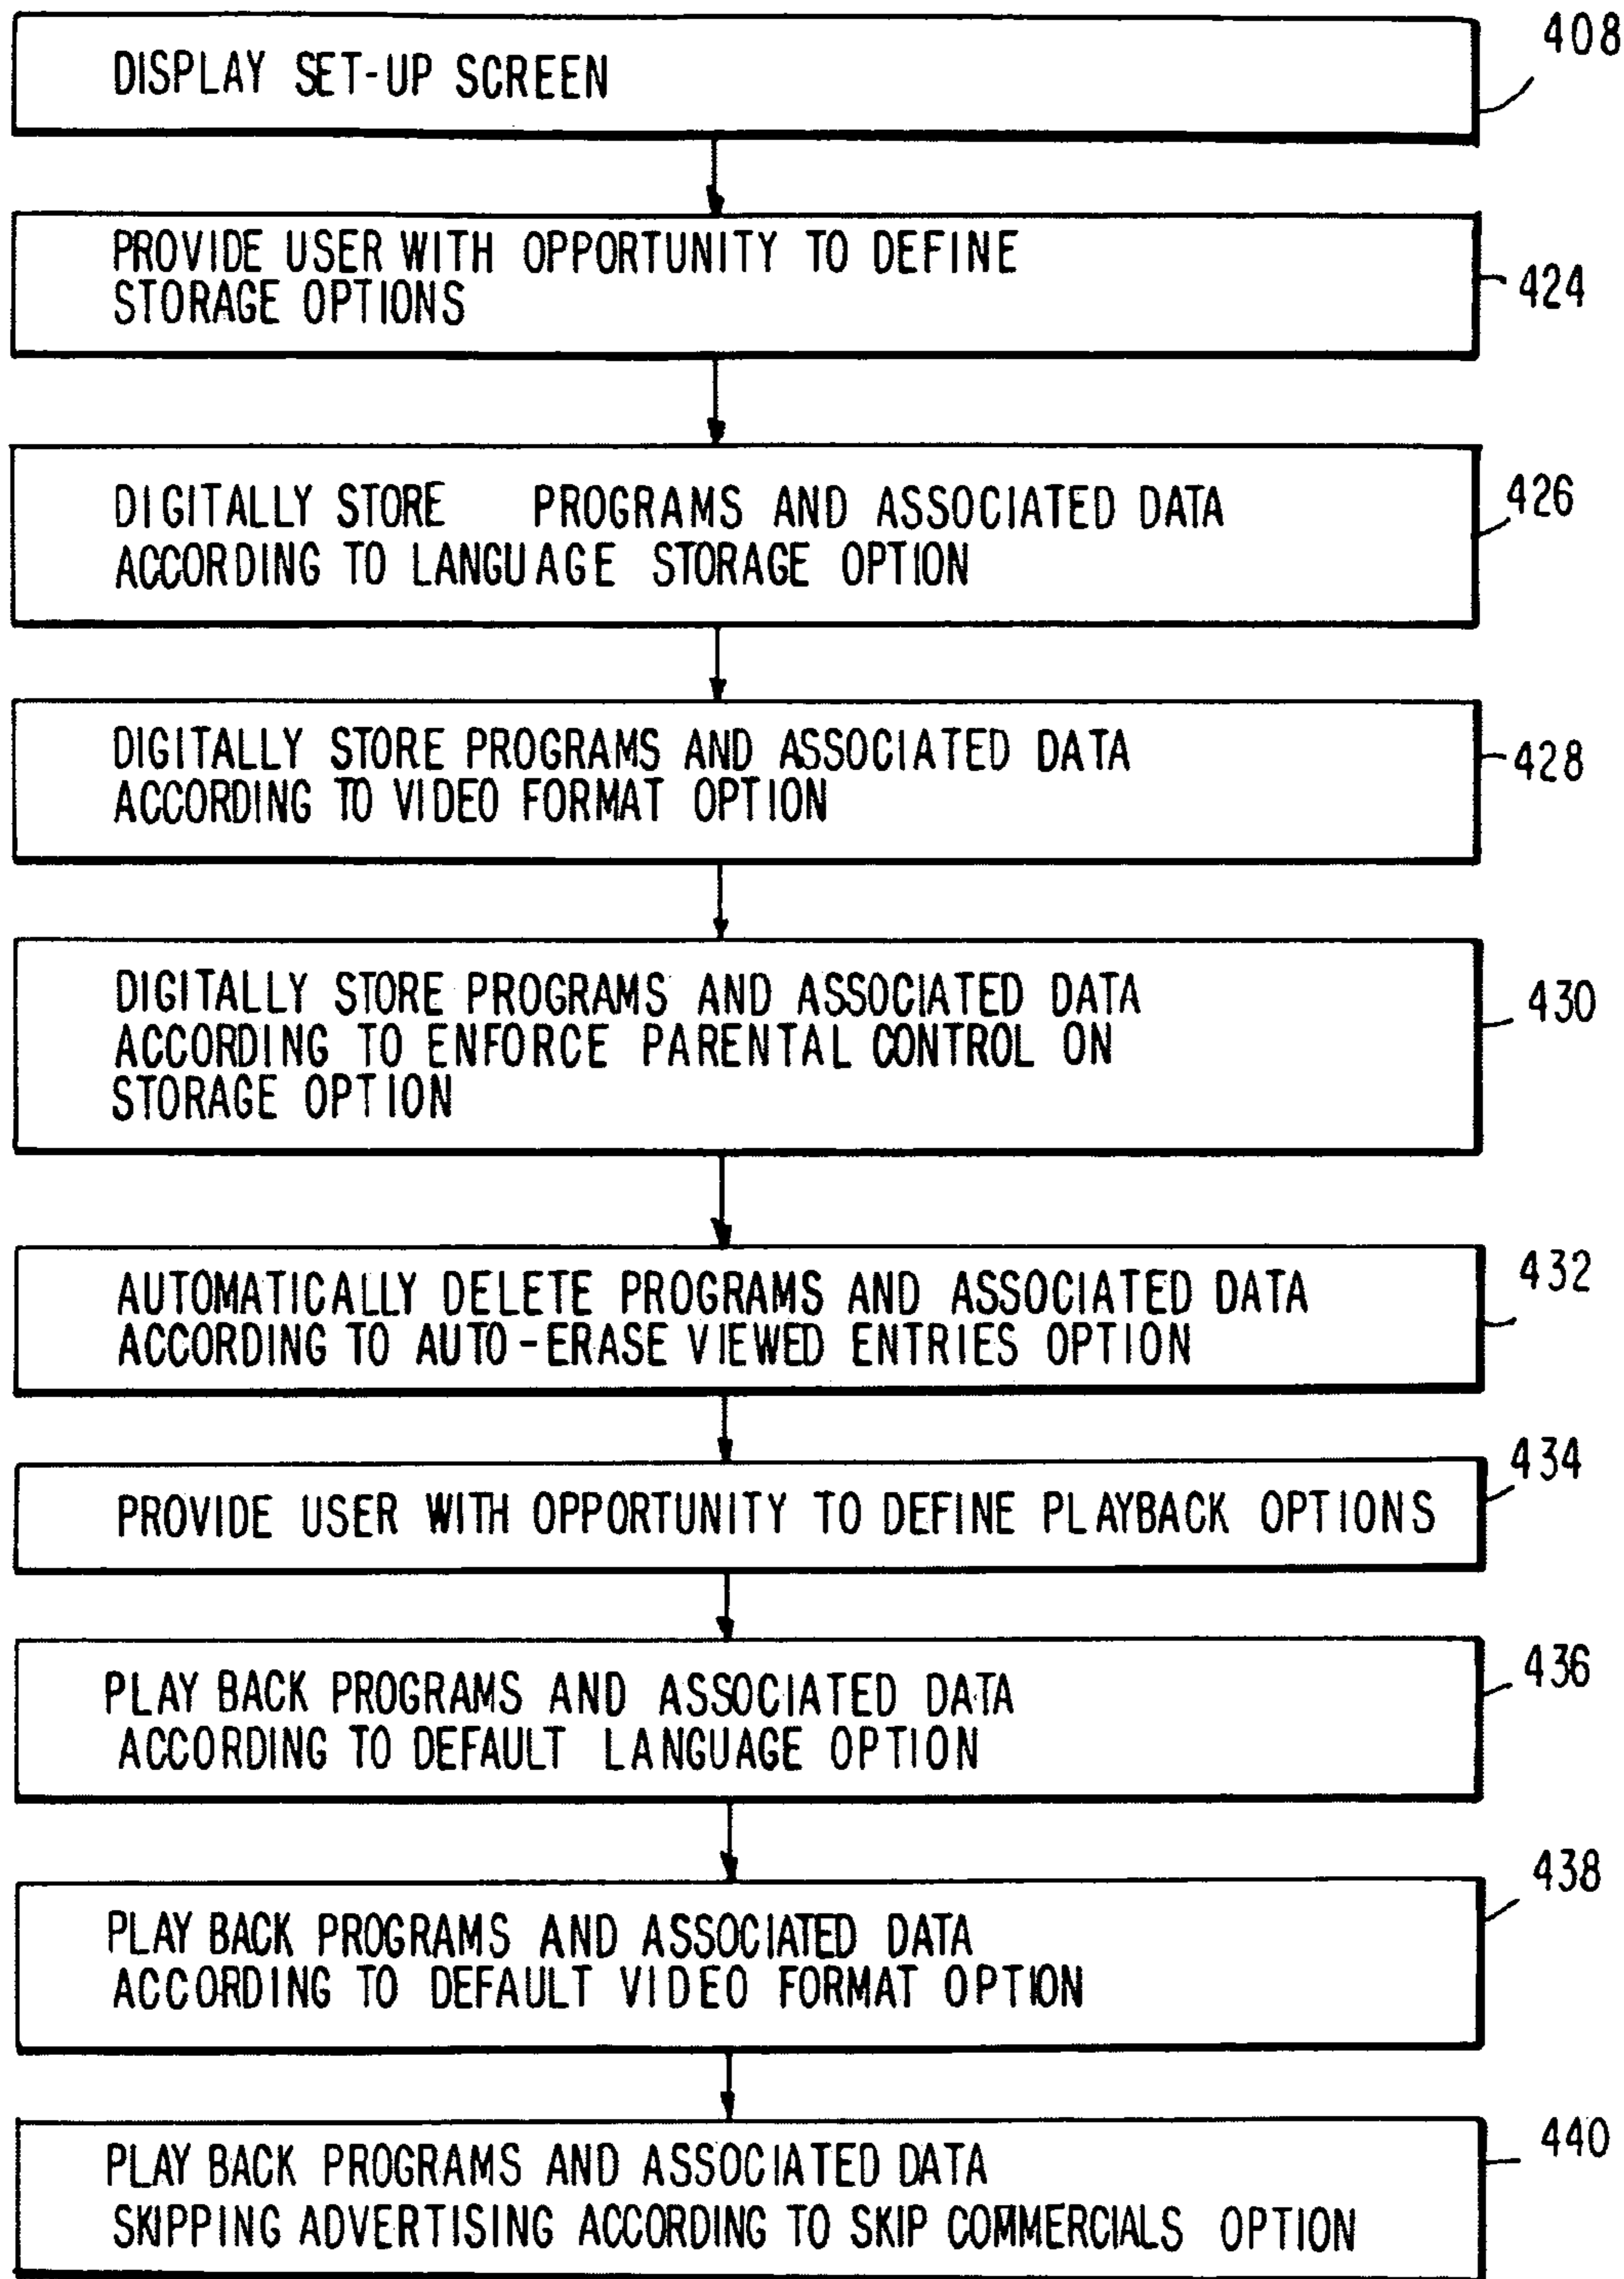 408
DISPLAY SET-UP SCREEN
PROVIDE USER WITH OPPORTUNITY TO DEFINE
STORAGE OPTIONS
424
DIGITALLY STORE PROGRAMS AND ASSOCIATED DATA
ACCORDING TO LANGUAGE STORAGE OPTION
426
DIGITALLY STORE PROGRAMS AND ASSOCIATED DATA
ACCORDING TO VIDEO FORMAT OPTION
428
DIGITALLY STORE PROGRAMS AND ASSOCIATED DATA
ACCORDING TO ENFORCE PARENTAL CONTROL ON
STORAGE OPTION
430
AUTOMATICALLY DELETE PROGRAMS AND ASSOCIATED DATA
ACCORDING TO AUTO-ERASE VIEWED ENTRIES OPTION
432
PROVIDE USER WITH OPPORTUNITY TO DEFINE PLAYBACK OPTIONS
434
PLAY BACK PROGRAMS AND ASSOCIATED DATA
ACCORDING TO DEFAULT LANGUAGE OPTION
436
PLAY BACK PROGRAMS AND ASSOCIATED DATA
ACCORDING TO DEFAULT VIDEO FORMAT OPTION
438
PLAY BACK PROGRAMS AND ASSOCIATED DATA
SKIPPING ADVERTISING ACCORDING TO SKIP COMMERCIALS OPTION
440